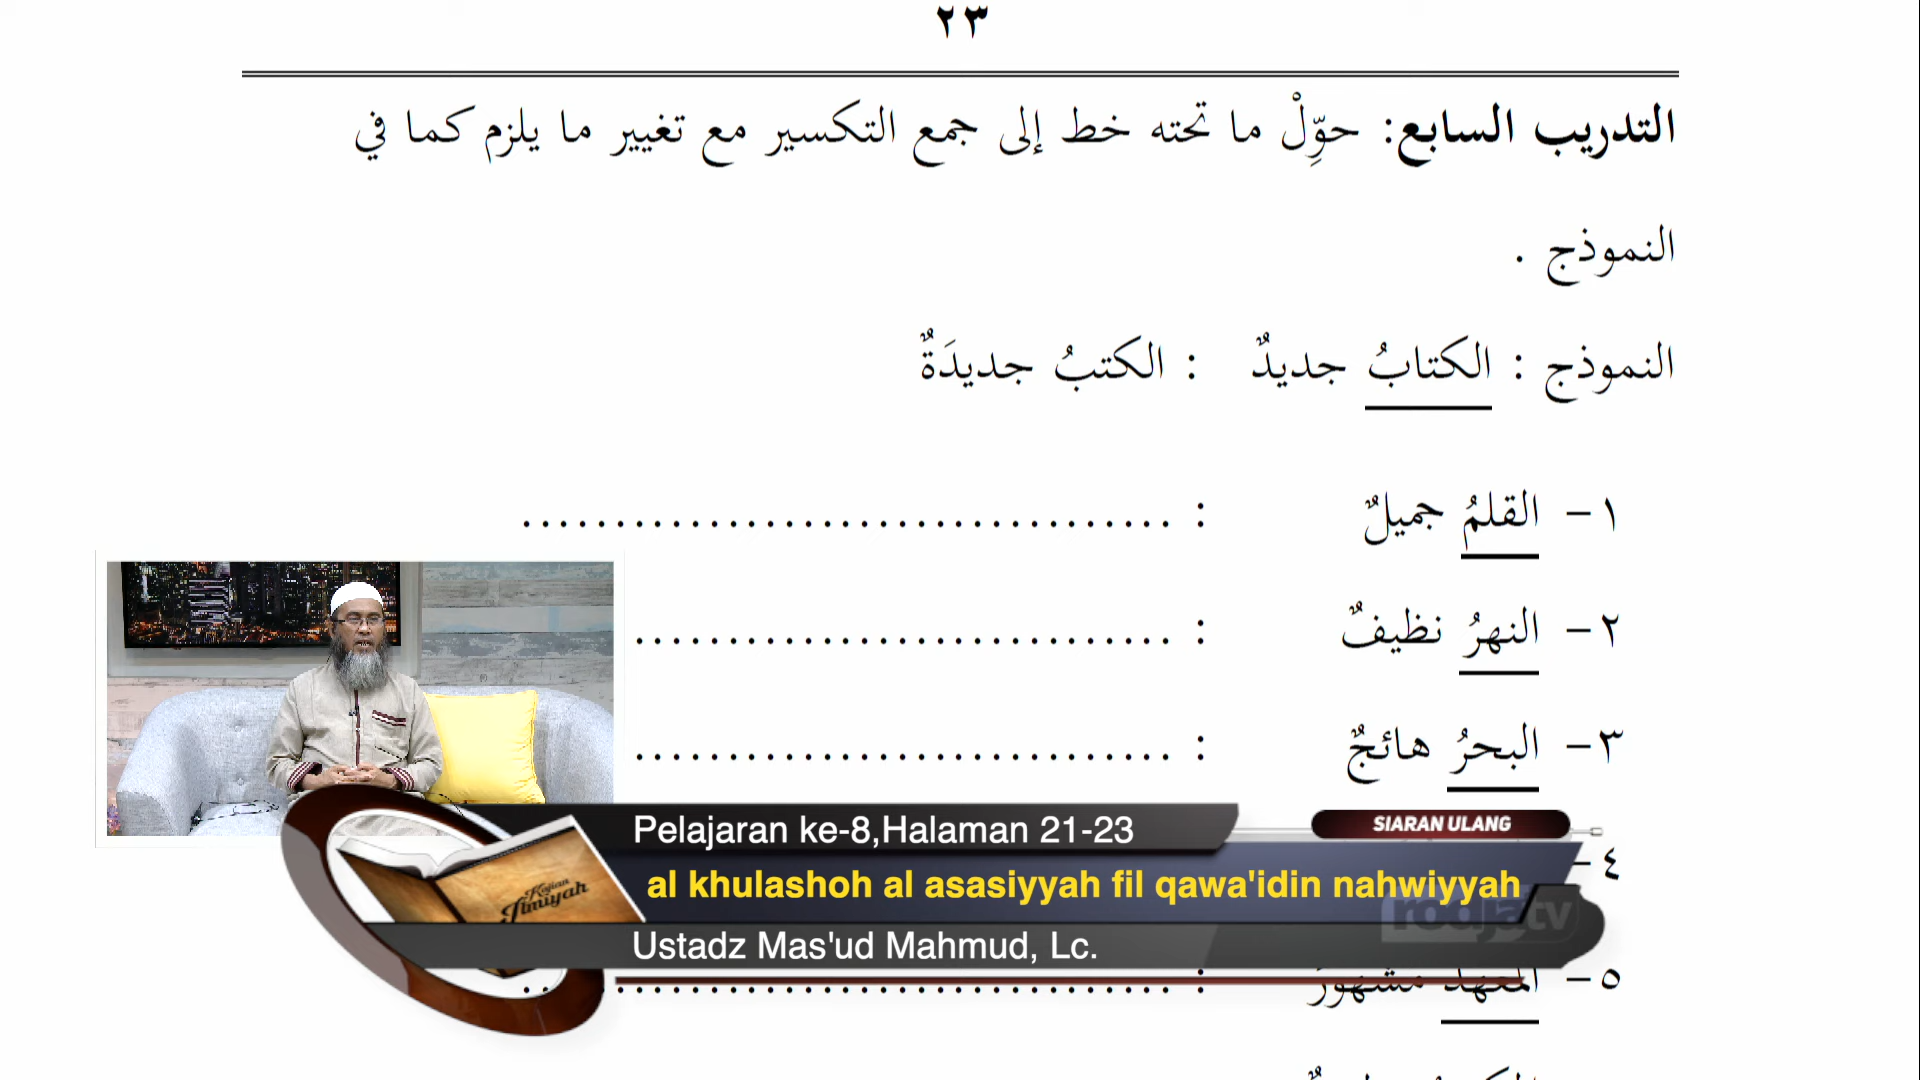 ٢٣
التدريب السابع: حوِّلْ ما تحته خط إلى جمع التكسير مع تغيير ما يلزم كما في
النموذج .
النموذج : الكتابُ جديدٌ : الكتبُ جديدَةٌ
١- القلمُ جميلٌ : ...................................
٢- النهرُ نظيفٌ : .............................
٣- البحرُ هائجٌ : .............................
Pelajaran ke-8,Halaman 21-23
SIARAN ULANG
٤-
al khulashoh al asasiyyah fil qawa'idin nahwiyyah
Kajian
Ilmiyah
rodjatv
Ustadz Mas'ud Mahmud, Lc.
٥- المعهدُ مشهورٌ : ...................................